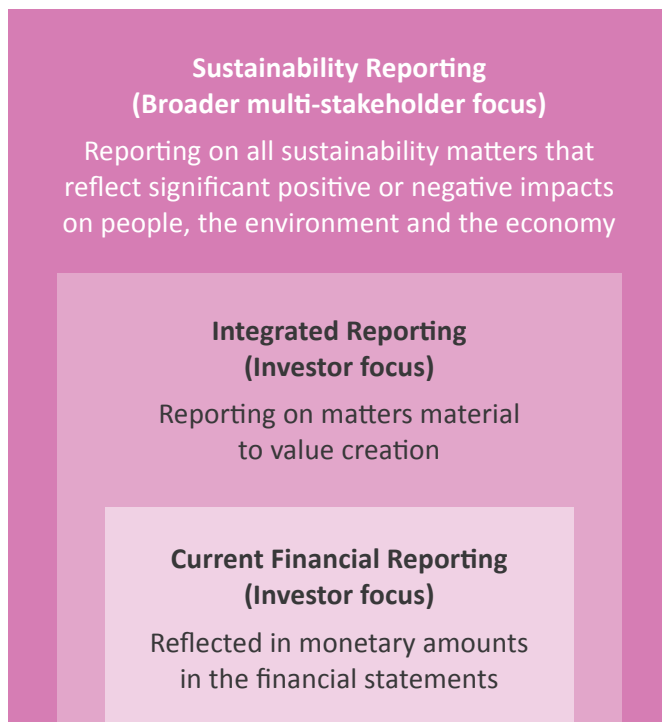 Sustainability Reporting
(Broader multi-stakeholder focus)
Reporting on all sustainability matters that
reflect significant positive or negative impacts
on people, the environment and the economy
Integrated Reporting
(Investor focus)
Reporting on matters material
to value creation
Current Financial Reporting
(Investor focus)
Reflected in monetary amounts
in the financial statements